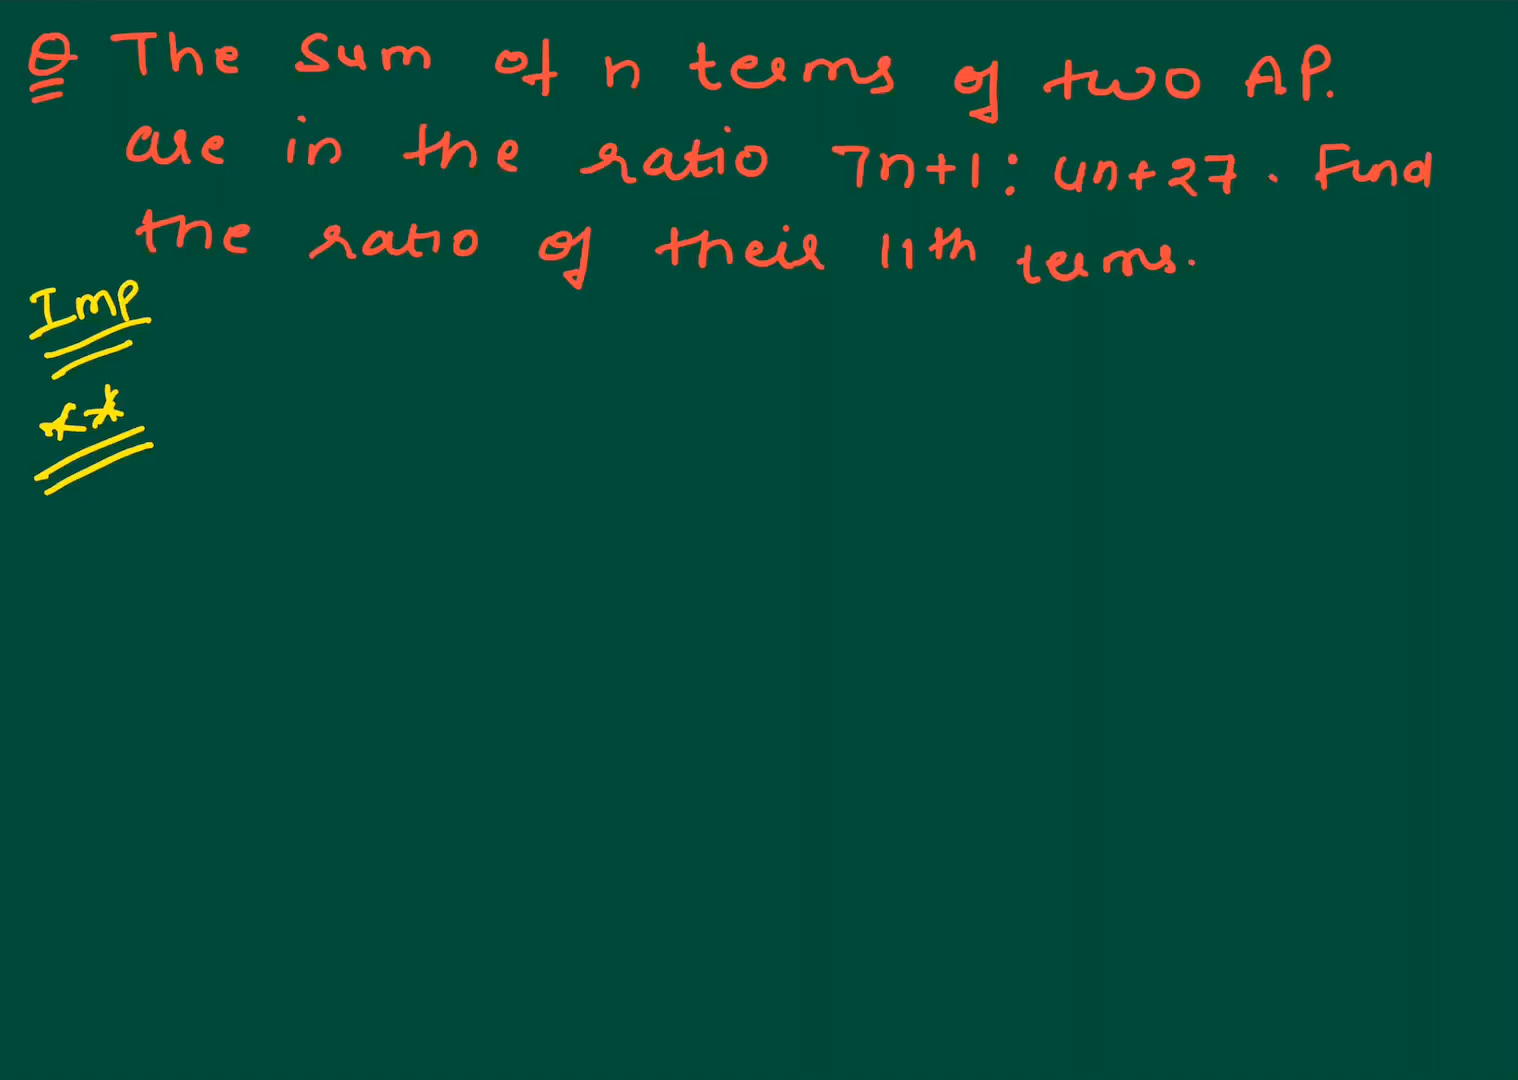 Q The Sum of n terms of two A P.
are in the ratio 7n+1 : 4n+27 . Find
the ratio of their 11th terms.
Imp
**